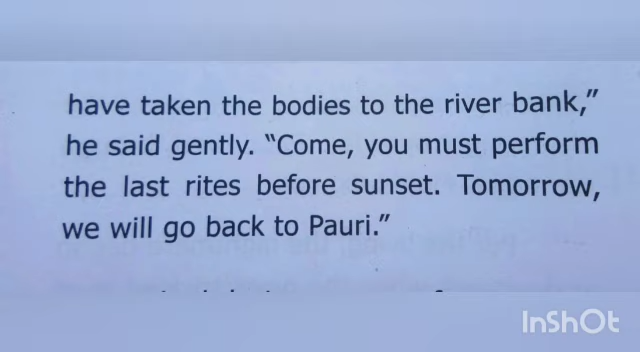 have taken the bodies to the river bank,”
he said gently. “Come, you must perform
the last rites before sunset. Tomorrow,
we will go back to Pauri.”
InShOt